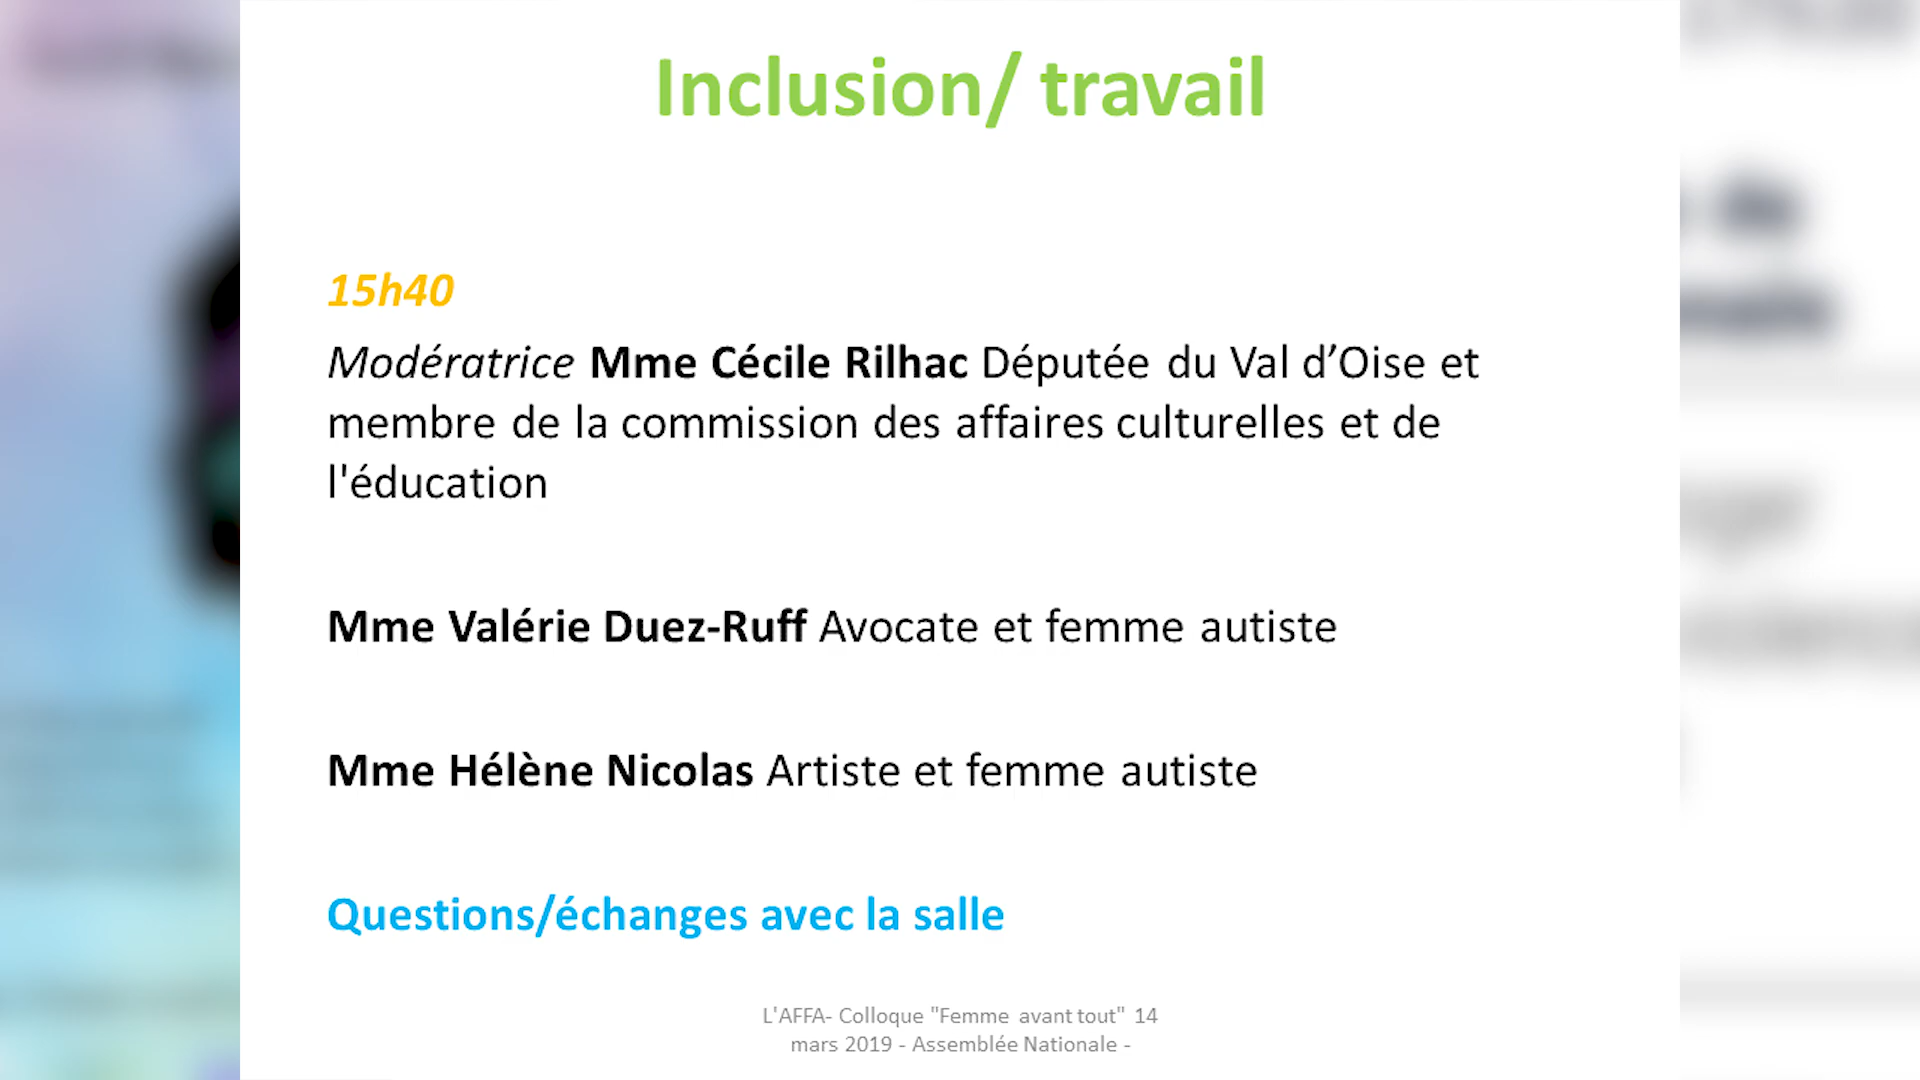 Inclusion/ travail
15h40
Modératrice Mme Cécile Rilhac Députée du Val d’Oise et
membre de la commission des affaires culturelles et de
l'éducation
Mme Valérie Duez-Ruff Avocate et femme autiste
Mme Hélène Nicolas Artiste et femme autiste
Questions/échanges avec la salle
L'AFFA- Colloque "Femme avant tout" 14
mars 2019 - Assemblée Nationale -